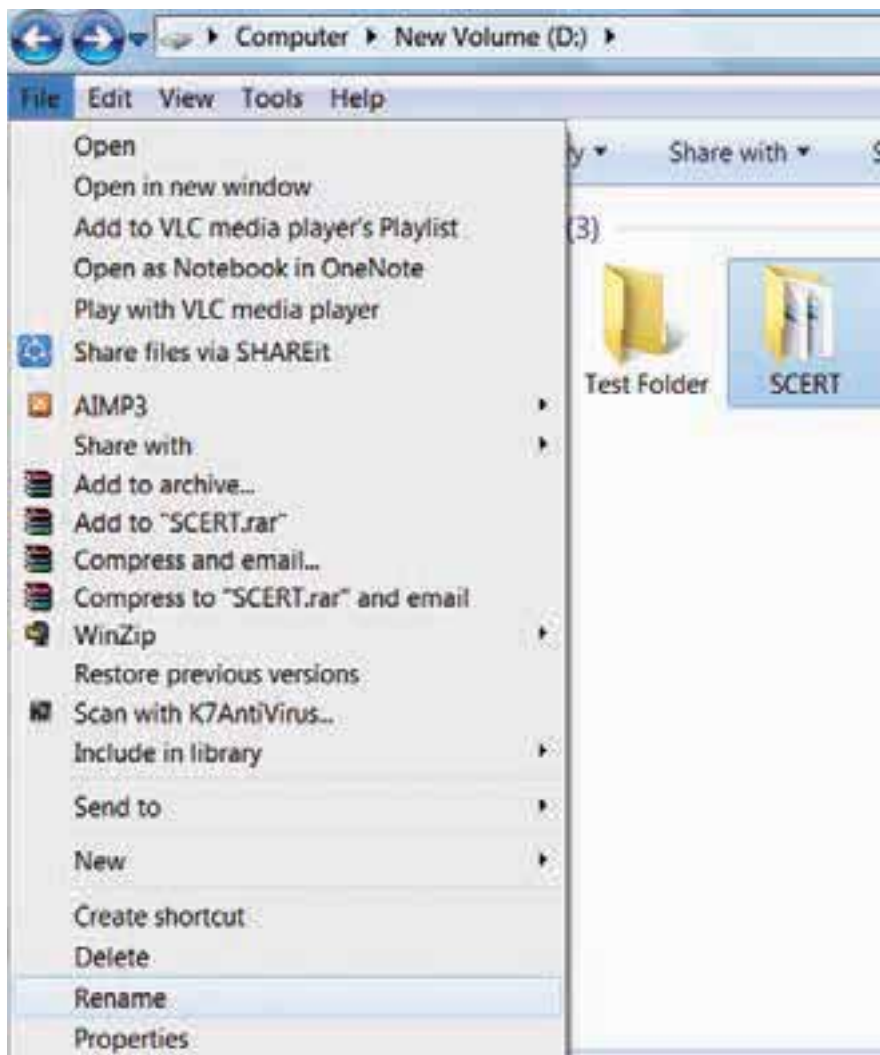 Computer New Volume (D:)
File Edit View Tools Help
y Share with S
Open
Open in new window
Add to VLC media player's Playlist
Open as Notebook in OneNote
Play with VLC media player
Share files via SHAREit
AIMP3
Share with
Add to archive...
Add to "SCERT.rar"
Compress and email...
Compress to "SCERT.rar" and email
WinZip
Restore previous versions
Scan with K7AntiVirus...
Include in library
Send to
New
Create shortcut
Delete
Rename
Properties
(3)
Test Folder
SCERT